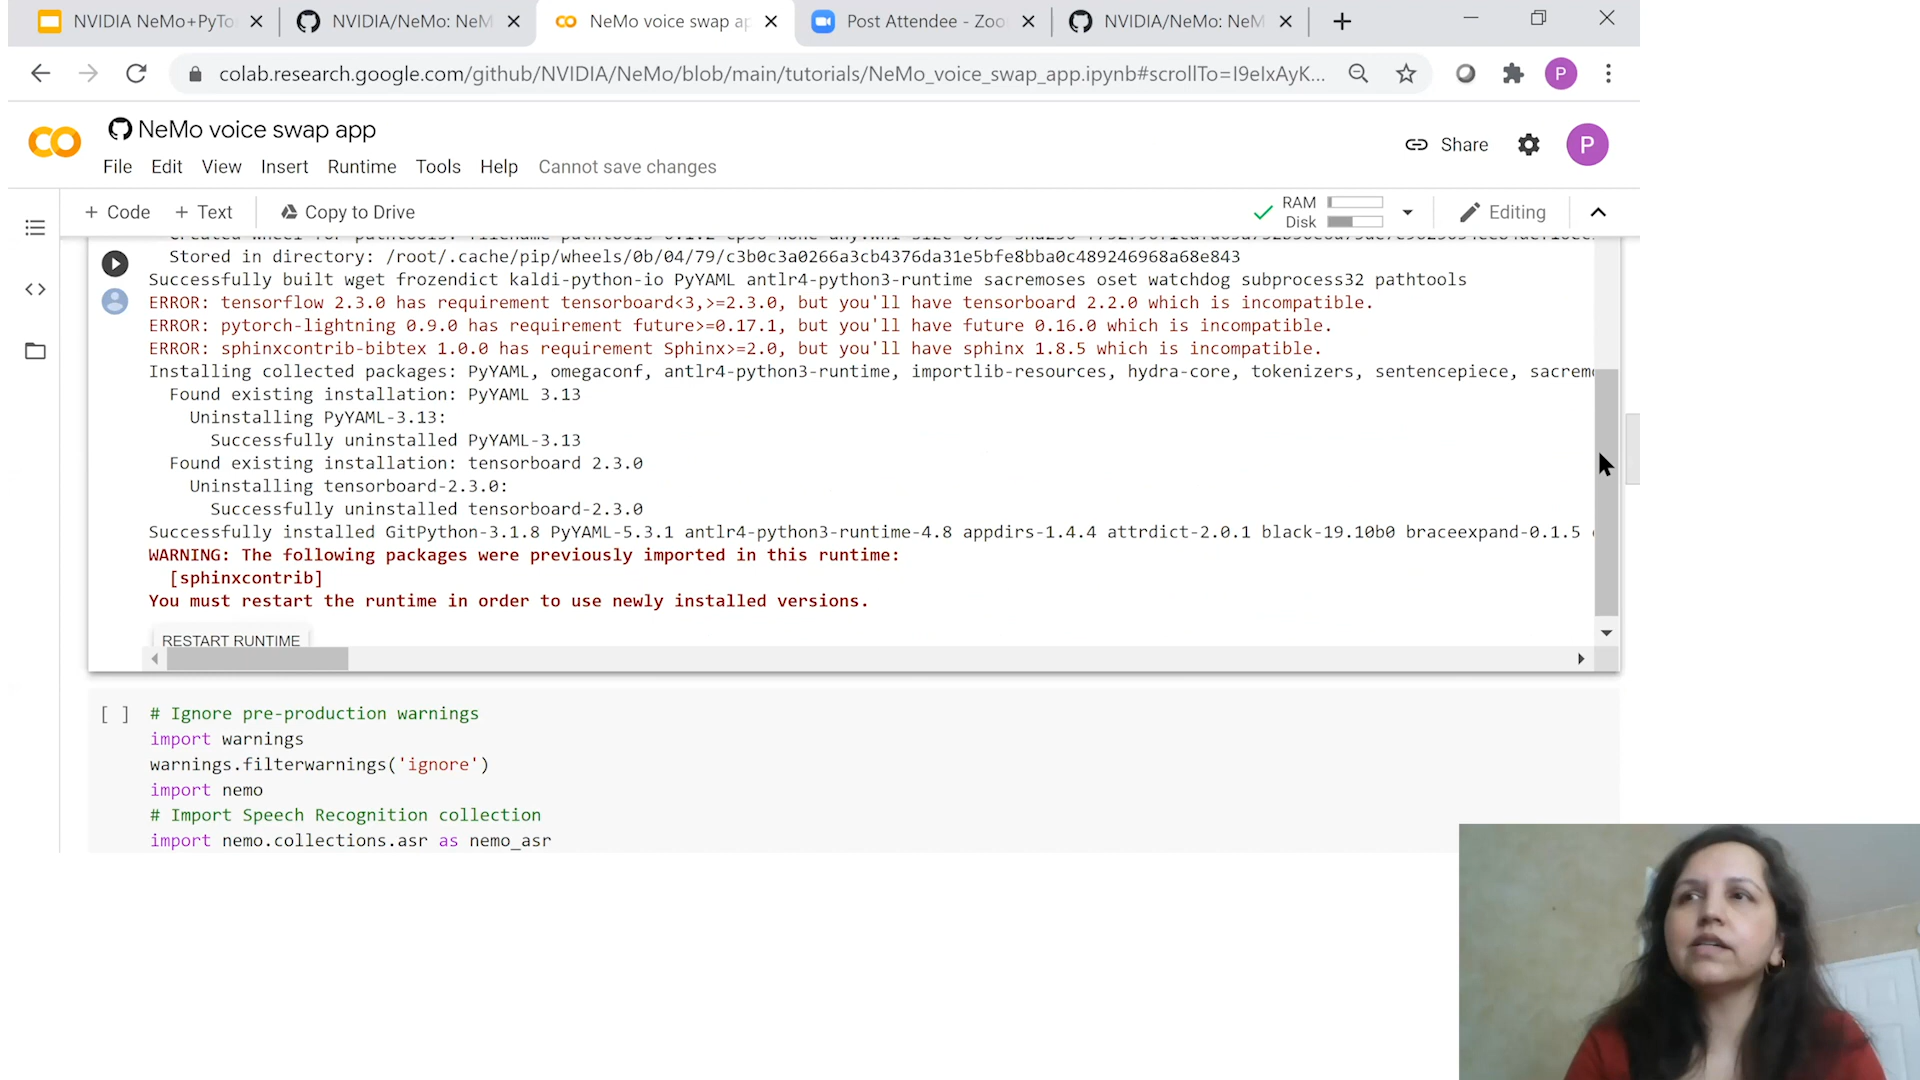 NVIDIA NeMo+PyTo
NVIDIA/NeMo: NeM
NeMo voice swap ap
Post Attendee - Zoo
NVIDIA/NeMo: NeM
colab.research.google.com/github/NVIDIA/NeMo/blob/main/tutorials/NeMo_voice_swap_app.ipynb#scrollTo=I9eIxAyK...
P
NeMo voice swap app
Share
P
File Edit View Insert Runtime Tools Help Cannot save changes
+ Code + Text Copy to Drive
RAM
Disk
Editing
Stored in directory: /root/.cache/pip/wheels/0b/04/79/c3b0c3a0266a3cb4376da31e5bfe8bba0c489246968a68e843
Successfully built wget frozendict kaldi-python-io PyYAML antlr4-python3-runtime sacremoses oset watchdog subprocess32 pathtools
ERROR: tensorflow 2.3.0 has requirement tensorboard<3,>=2.3.0, but you'll have tensorboard 2.2.0 which is incompatible.
ERROR: pytorch-lightning 0.9.0 has requirement future>=0.17.1, but you'll have future 0.16.0 which is incompatible.
ERROR: sphinxcontrib-bibtex 1.0.0 has requirement Sphinx>=2.0, but you'll have sphinx 1.8.5 which is incompatible.
Installing collected packages: PyYAML, omegaconf, antlr4-python3-runtime, importlib-resources, hydra-core, tokenizers, sentencepiece, sacrem
Found existing installation: PyYAML 3.13
Uninstalling PyYAML-3.13:
Successfully uninstalled PyYAML-3.13
Found existing installation: tensorboard 2.3.0
Uninstalling tensorboard-2.3.0:
Successfully uninstalled tensorboard-2.3.0
Successfully installed GitPython-3.1.8 PyYAML-5.3.1 antlr4-python3-runtime-4.8 appdirs-1.4.4 attrdict-2.0.1 black-19.10b0 braceexpand-0.1.5
WARNING: The following packages were previously imported in this runtime:
[sphinxcontrib]
You must restart the runtime in order to use newly installed versions.
RESTART RUNTIME
[ ] # Ignore pre-production warnings
import warnings
warnings.filterwarnings('ignore')
import nemo
# Import Speech Recognition collection
import nemo.collections.asr as nemo_asr